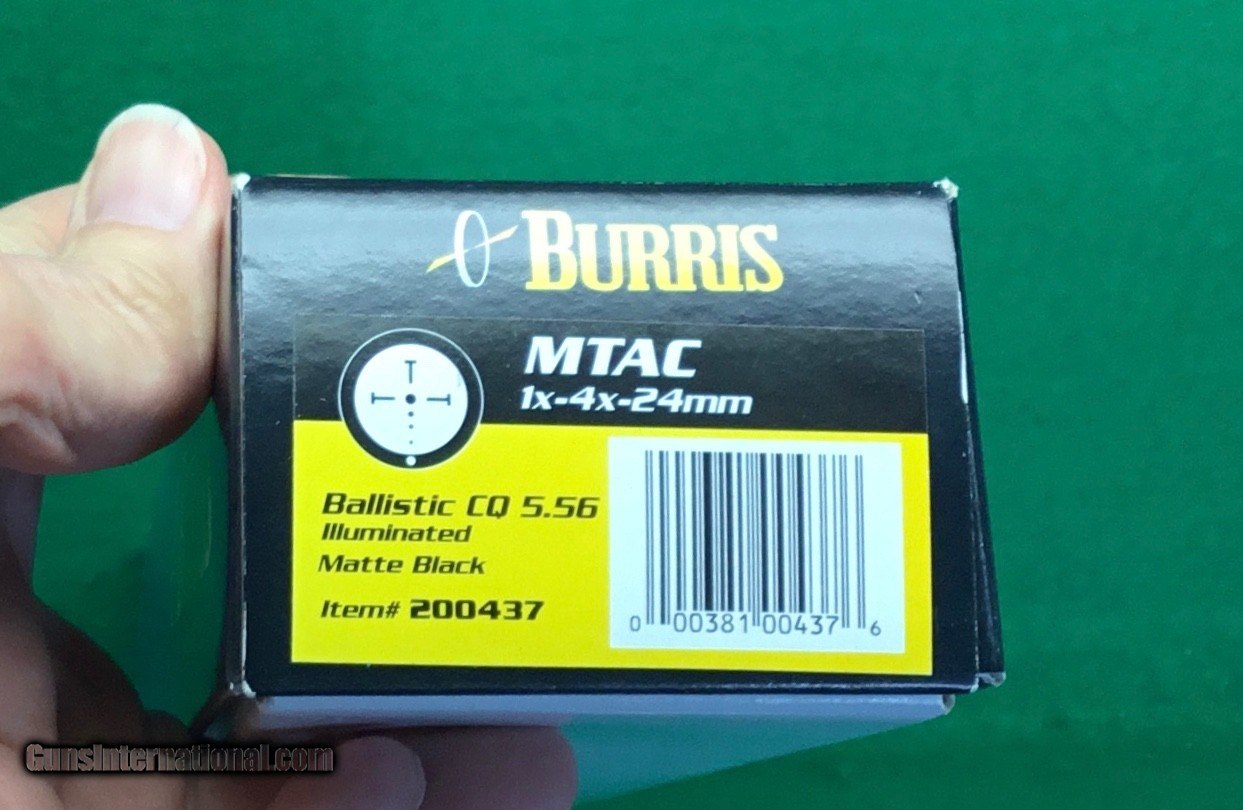 BURRIS
MTAC
1x-4x-24mm
Ballistic CQ 5.56
Illuminated
Matte Black
Item# 200437
0 00381 00437 6
GunsInternational.com